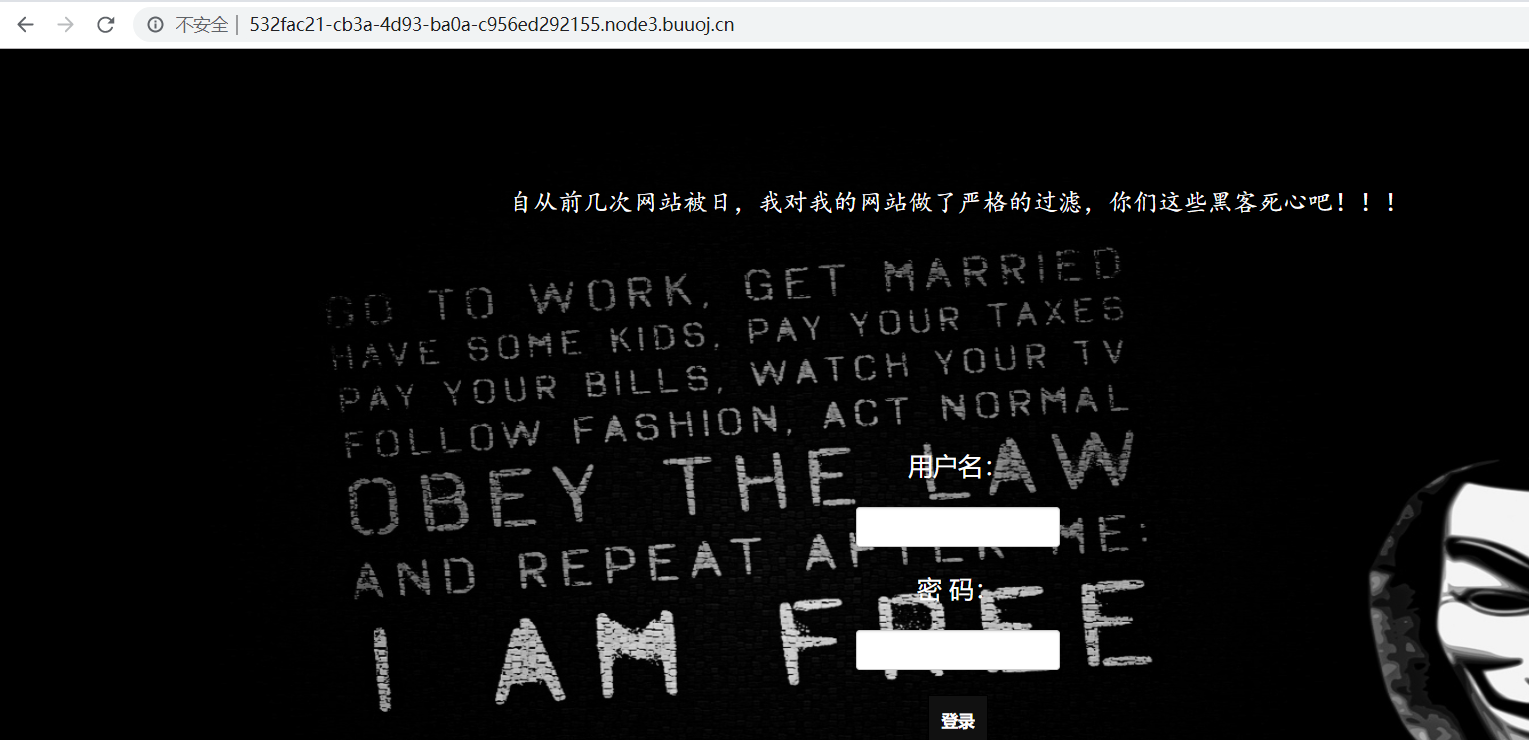 不安全 | 532fac21-cb3a-4d93-ba0a-c956ed292155.node3.buuoj.cn
自从前几次网站被日，我对我的网站做了严格的过滤，你们这些黑客死心吧！！！
GO TO WORK, GET MARRIED
HAVE SOME KIDS, PAY YOUR TAXES
PAY YOUR BILLS, WATCH YOUR TV
FOLLOW FASHION, ACT NORMAL
OBEY THE LAW
用户名：
AND REPEAT AFTER ME:
密 码：
I AM FREE
登录